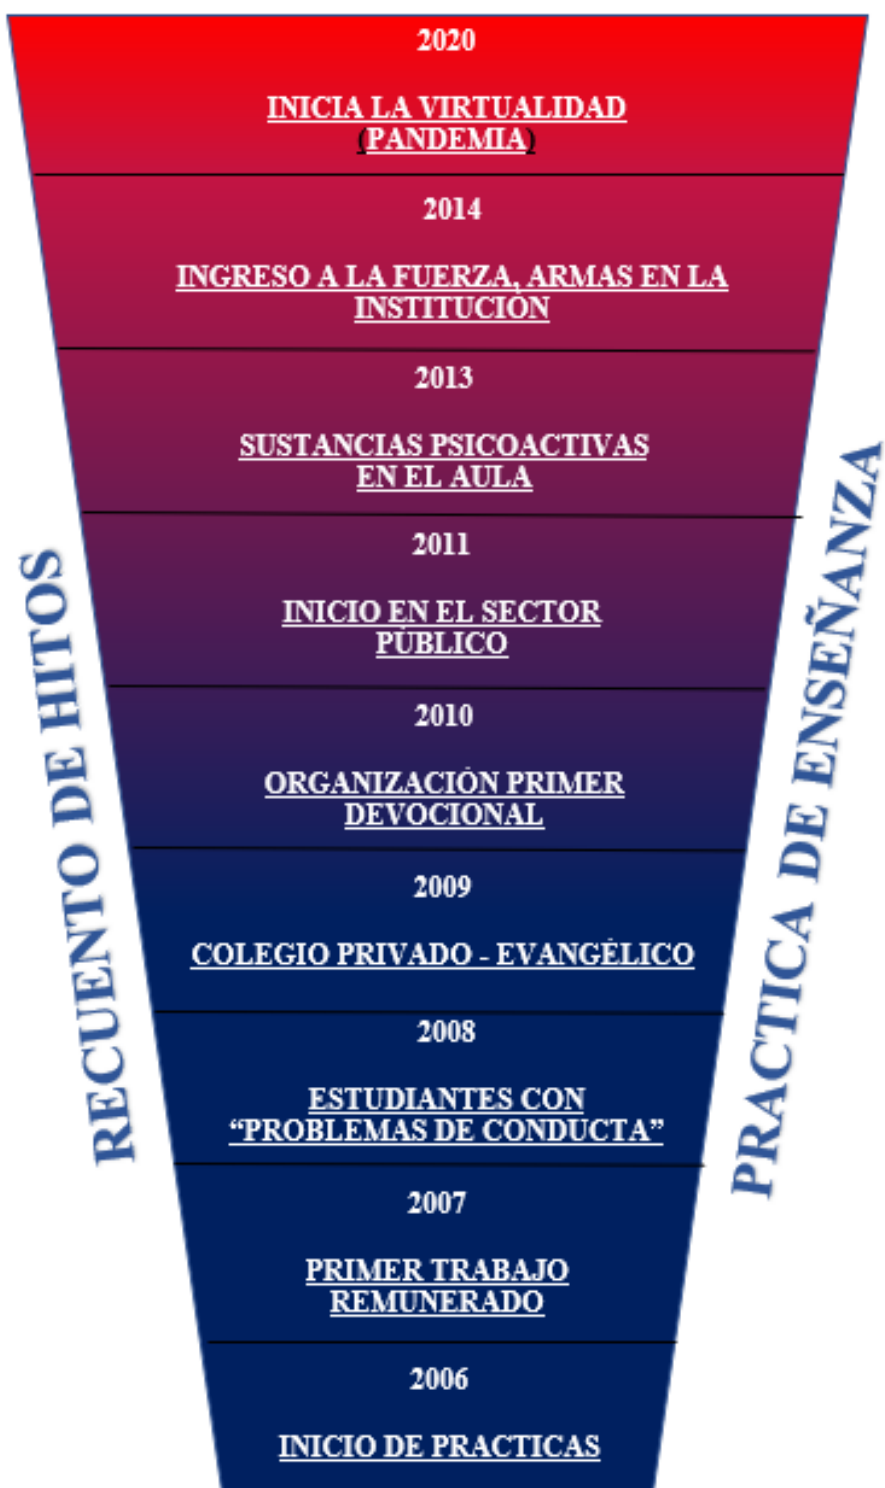 2020
INICIA LA VIRTUALIDAD
(PANDEMIA)
2014
INGRESO A LA FUERZA, ARMAS EN LA
INSTITUCIÓN
2013
SUSTANCIAS PSICOACTIVAS
EN EL AULA
2011
INICIO EN EL SECTOR
PÚBLICO
2010
ORGANIZACIÓN PRIMER
DEVOCIONAL
2009
COLEGIO PRIVADO - EVANGÉLICO
2008
ESTUDIANTES CON
“PROBLEMAS DE CONDUCTA”
2007
PRIMER TRABAJO
REMUNERADO
2006
INICIO DE PRACTICAS
RECUENTO DE HITOS
PRACTICA DE ENSEÑANZA